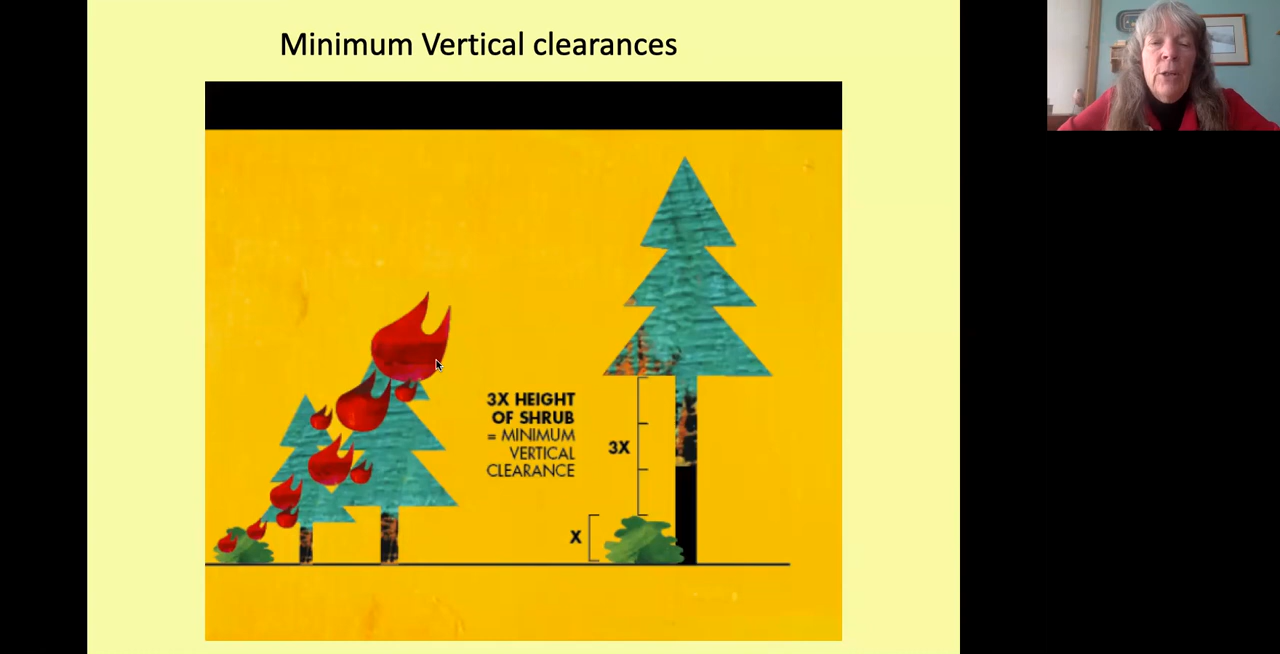 Minimum Vertical clearances
3X HEIGHT
OF SHRUB
= MINIMUM
VERTICAL
CLEARANCE
3X
X